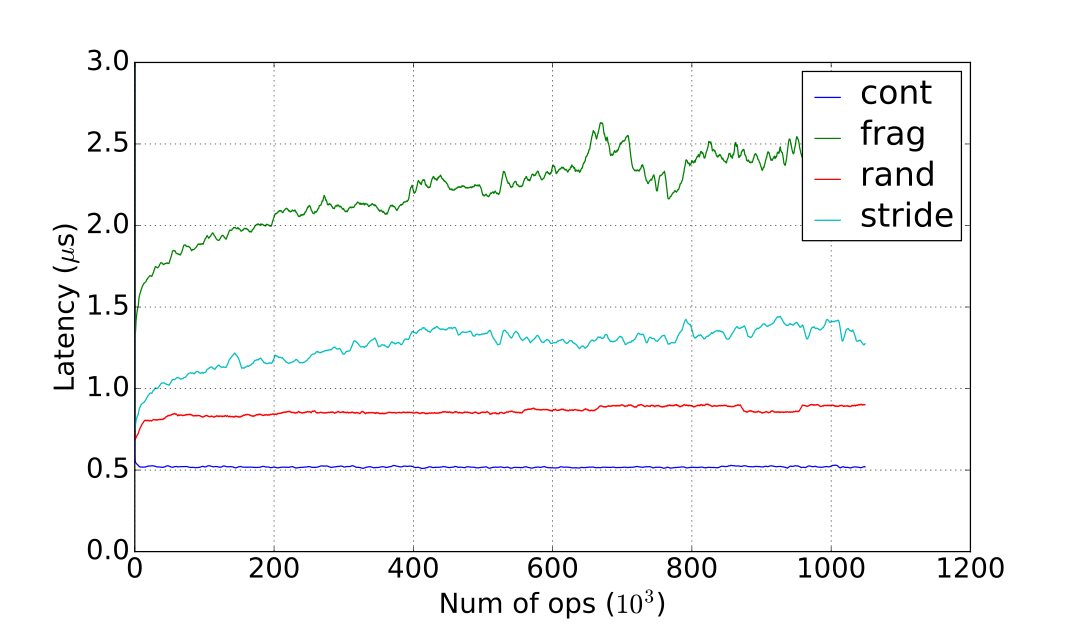 3.0
2.5
2.0
1.5
1.0
0.5
0.0
Latency (μs)
cont
frag
rand
stride
0 200 400 600 800 1000 1200
Num of ops (10³)